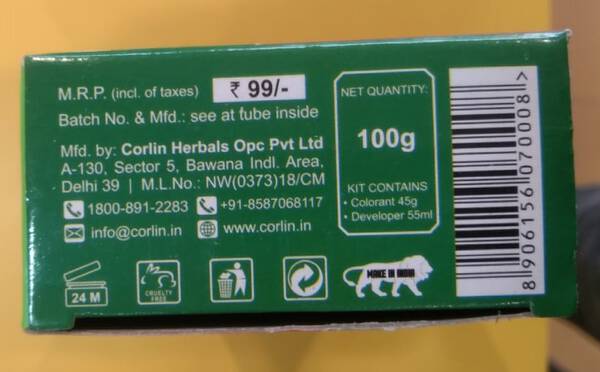 M.R.P. (incl. of taxes) ₹ 99/-
Batch No. & Mfd.: see at tube inside
Mfd. by: Corlin Herbals Opc Pvt Ltd
A-130, Sector 5, Bawana Indl. Area,
Delhi 39 | M.L.No.: NW(0373)18/CM
1800-891-2283 +91-8587068117
info@corlin.in www.corlin.in
24 M
CRUELTY
FREE
MAKE IN INDIA
NET QUANTITY:
100g
KIT CONTAINS
• Colorant 45g
• Developer 55ml
8 906156 070008 >